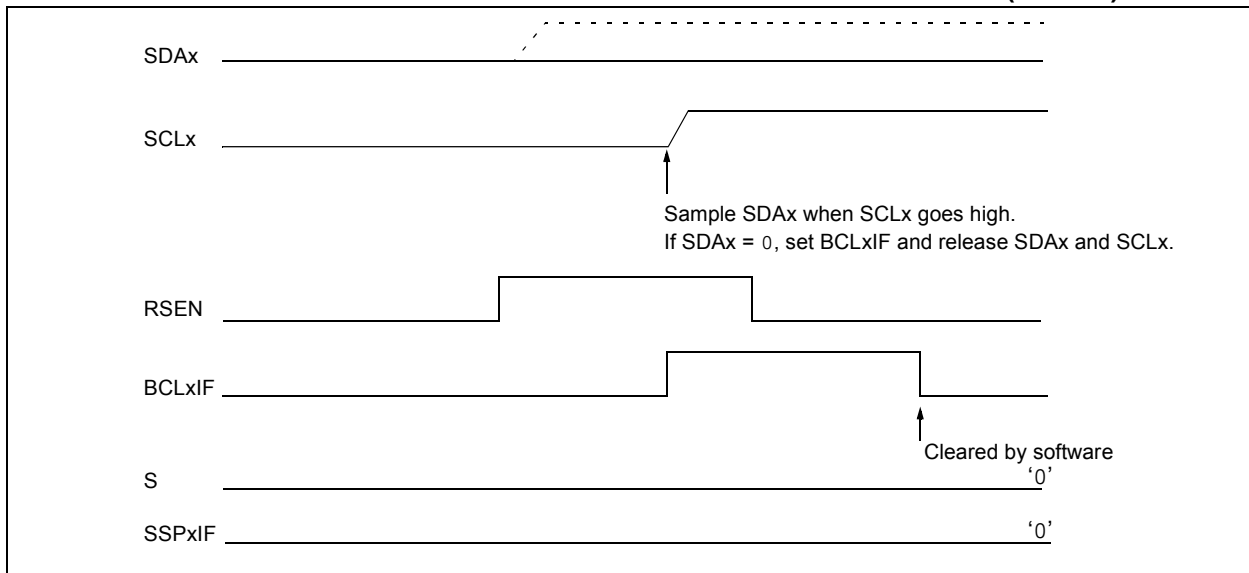 SDAx
SCLx
Sample SDAx when SCLx goes high.
If SDAx = 0, set BCLxIF and release SDAx and SCLx.
RSEN
BCLxIF
Cleared by software
S ‘0’
SSPxIF ‘0’